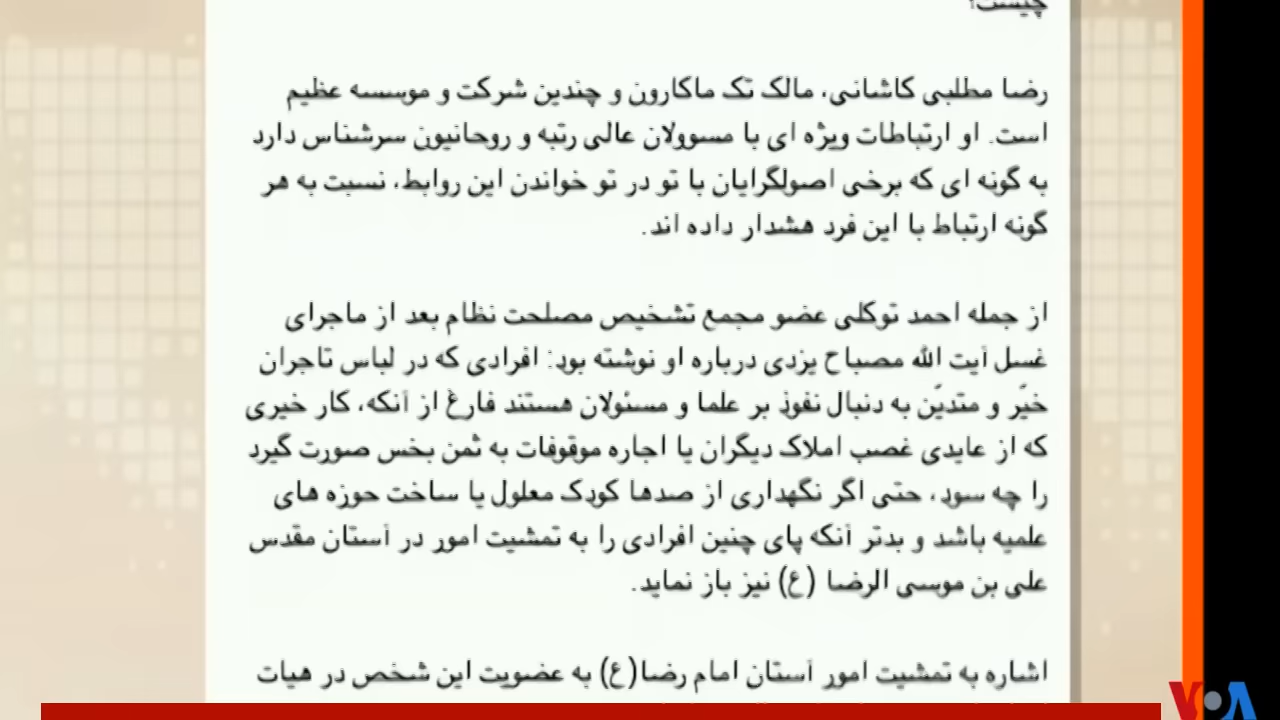 چیست؟
رضا مطلبی کاشانی، مالک تک ماکارون و چندین شرکت و موسسه عظیم
است. او ارتباطات ویژه ای با مسوولان عالی رتبه و روحانیون سرشناس دارد
به گونه ای که برخی اصولگرایان با تو در تو خواندن این روابط، نسبت به هر
گونه ارتباط با این فرد هشدار داده اند.
از جمله احمد توکلی عضو مجمع تشخیص مصلحت نظام بعد از ماجرای
غسل آیت الله مصباح یزدی درباره او نوشته بود: افرادی که در لباس تاجران
خیّر و متدیّن به دنبال نفوذ بر علما و مسئولان هستند فارغ از آنکه، کار خیری
که از عایدی غصب املاک دیگران یا اجاره موقوفات به ثمن بخس صورت گیرد
را چه سود، حتی اگر نگهداری از صدها کودک معلول یا ساخت حوزه های
علمیه باشد و بدتر آنکه پای چنین افرادی را به تمشیت امور در آستان مقدس
علی بن موسی الرضا (ع) نیز باز نماید.
اشاره به تمشیت امور آستان امام رضا(ع) به عضویت این شخص در هیات
VOA